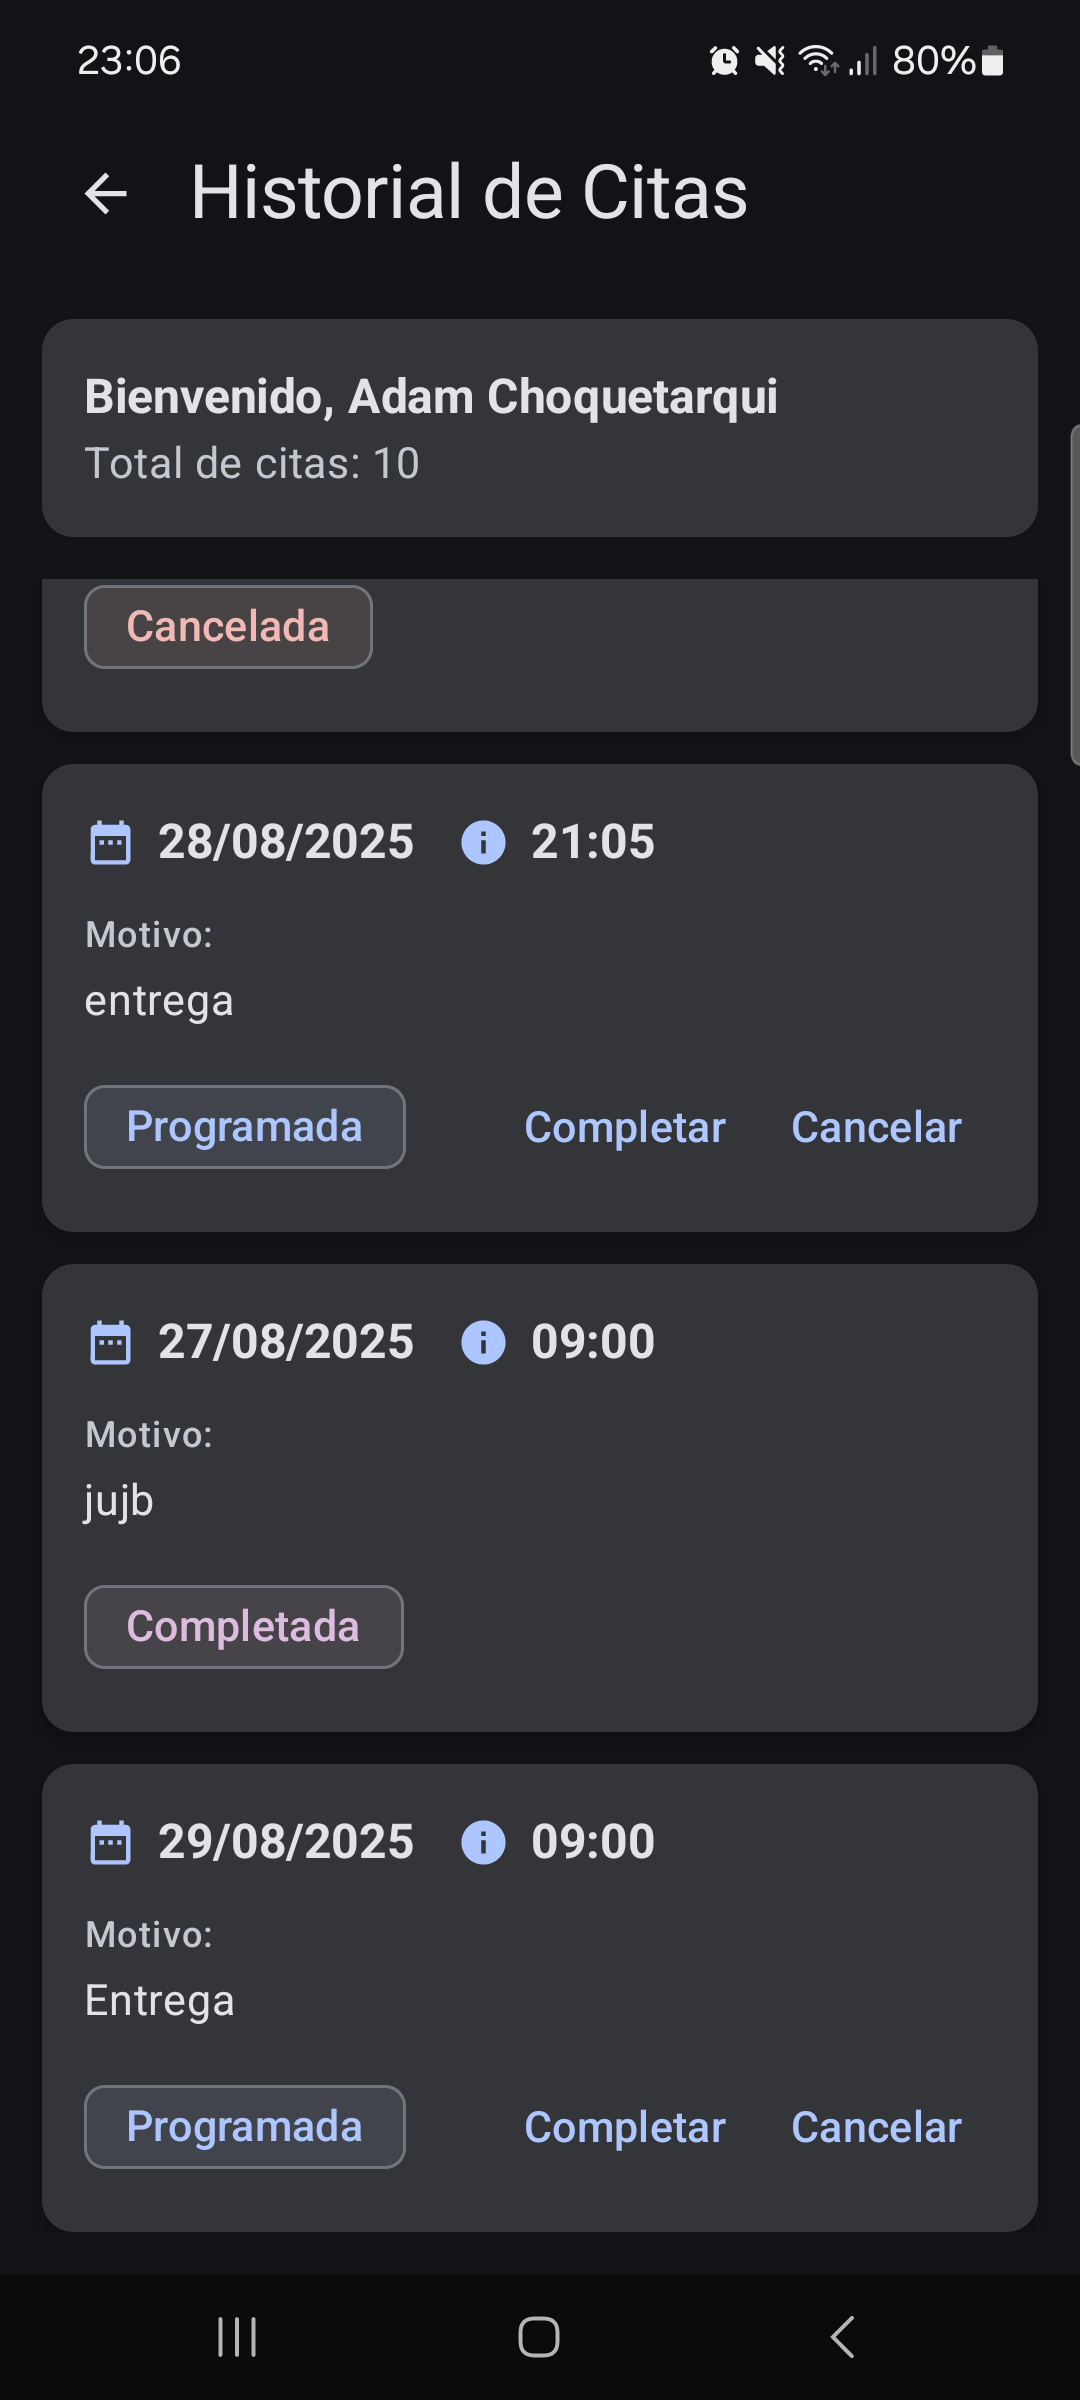 23:06 80%
Historial de Citas
Bienvenido, Adam Choquetarqui
Total de citas: 10
Cancelada
28/08/2025 21:05
Motivo:
entrega
Programada Completar Cancelar
27/08/2025 09:00
Motivo:
jujb
Completada
29/08/2025 09:00
Motivo:
Entrega
Programada Completar Cancelar